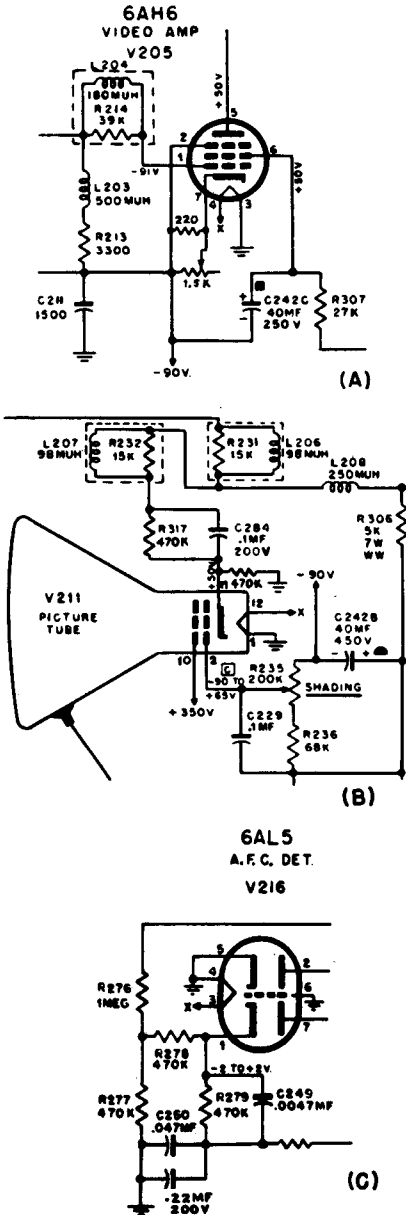 6AH6
VIDEO AMP
V205
L204
180MUH
R214
39K
+50V
5
2
1
6
-91V
7
4
3
X
+50V
L203
500MUH
220
R213
3300
1.5K
C211
1500
+
-
C242C
40MF
250V
R307
27K
-90V.
(A)
L207
98MUH
R232
15K
R231
15K
L206
98MUH
L208
250MUH
R317
470K
C284
.1MF
200V
R306
5K
7W
WW
+50V
470K
-90V
V211
PICTURE
TUBE
12
X
1
C242B
40MF
450V
- +
10
2
C
-90 TO
+65V
R235
200K
SHADING
+350V
C229
.1MF
R236
68K
(B)
6AL5
A.F.C. DET.
V216
5
4
3
X
2
6
7
1
R276
1MEG
R278
470K
-2 TO+2V.
R277
470K
C250
.047MF
R279
470K
C249
.0047MF
.22MF
200V
(C)